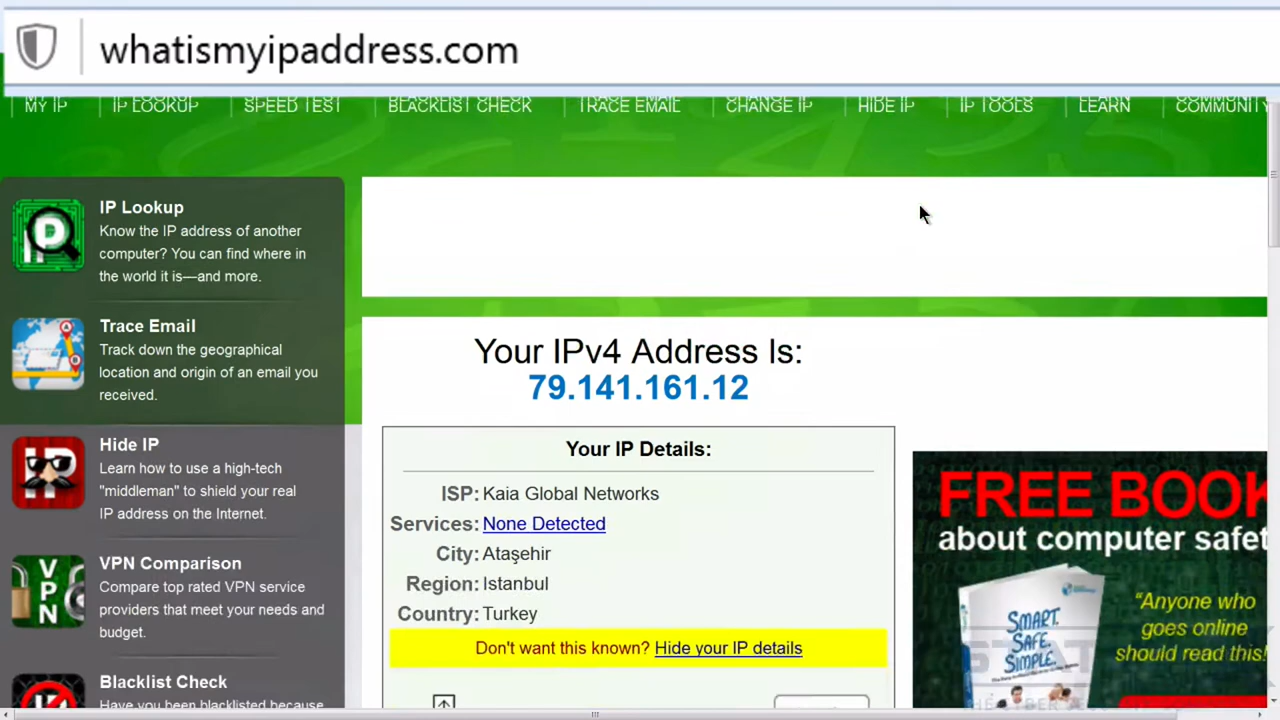 whatismyipaddress.com
MY IP
IP LOOKUP
SPEED TEST
BLACKLIST CHECK
TRACE EMAIL
CHANGE IP
HIDE IP
IP TOOLS
LEARN
COMMUNITY
IP Lookup
Know the IP address of another
computer? You can find where in
the world it is—and more.
Trace Email
Track down the geographical
location and origin of an email you
received.
Hide IP
Learn how to use a high-tech
"middleman" to shield your real
IP address on the Internet.
VPN Comparison
Compare top rated VPN service
providers that meet your needs and
budget.
Blacklist Check
Have you been blacklisted because
Your IPv4 Address Is:
79.141.161.12
Your IP Details:
ISP: Kaia Global Networks
Services: None Detected
City: Ataşehir
Region: Istanbul
Country: Turkey
Don't want this known? Hide your IP details
FREE BOOK
about computer safet
SMART.
SAFE.
SIMPLE.
“Anyone who
goes online
should read this!